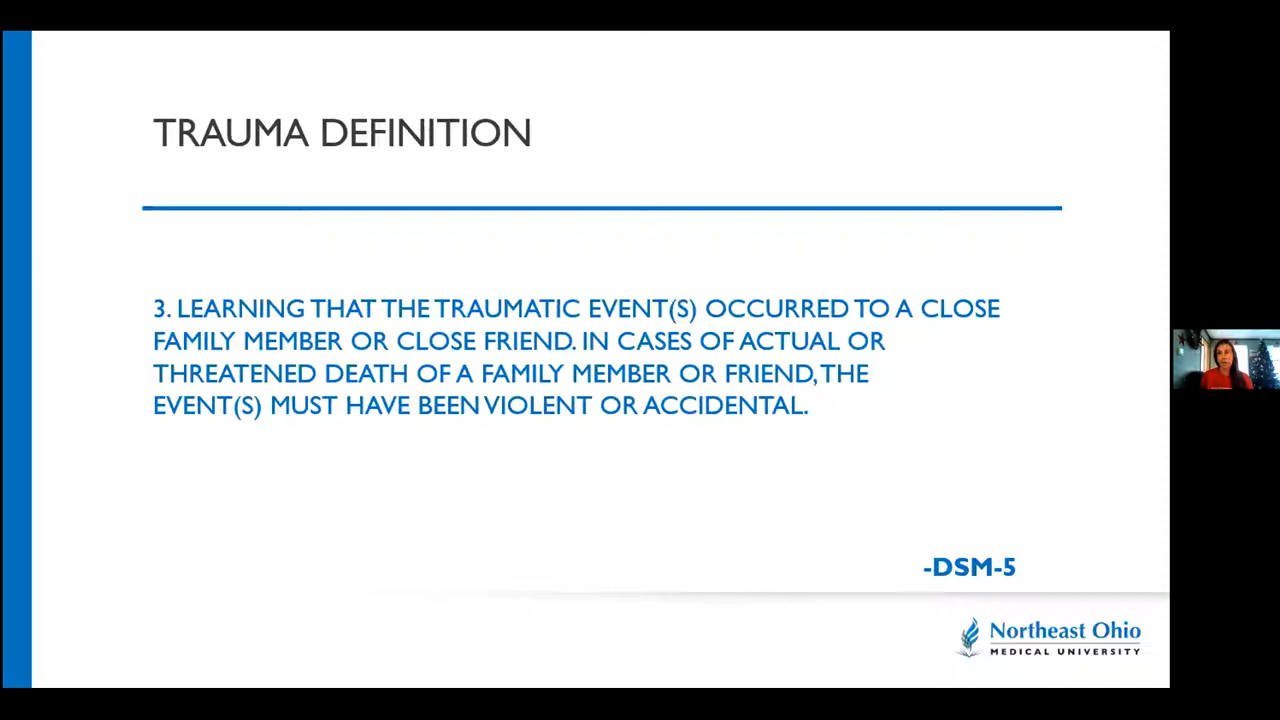 TRAUMA DEFINITION
3. LEARNING THAT THE TRAUMATIC EVENT(S) OCCURRED TO A CLOSE
FAMILY MEMBER OR CLOSE FRIEND. IN CASES OF ACTUAL OR
THREATENED DEATH OF A FAMILY MEMBER OR FRIEND, THE
EVENT(S) MUST HAVE BEEN VIOLENT OR ACCIDENTAL.
-DSM-5
Northeast Ohio
MEDICAL UNIVERSITY